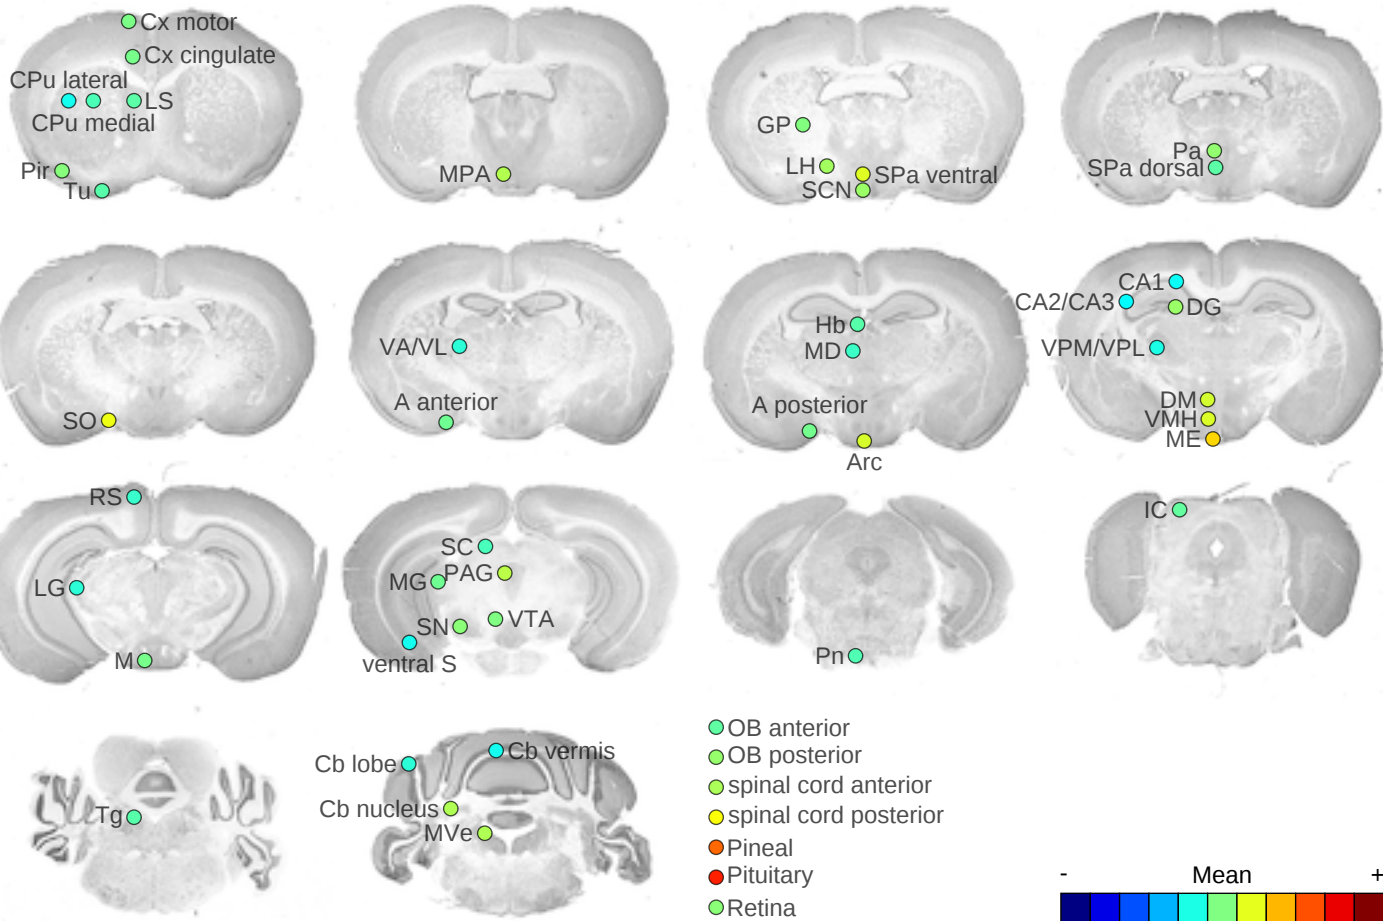 Cx motor
Cx cingulate
CPu lateral
LS
CPu medial
Pir
Tu
MPA
GP
LH
SPa ventral
SCN
Pa
SPa dorsal
SO
VA/VL
A anterior
Hb
MD
A posterior
Arc
CA1
CA2/CA3
DG
VPM/VPL
DM
VMH
ME
RS
LG
M
SC
PAG
MG
SN
VTA
ventral S
Pn
IC
Tg
Cb vermis
Cb lobe
Cb nucleus
MVe
OB anterior
OB posterior
spinal cord anterior
spinal cord posterior
Pineal
Pituitary
Retina
- Mean +